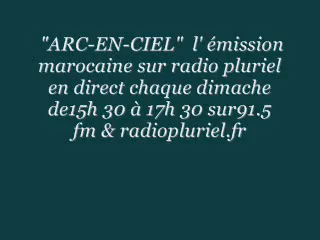 "ARC-EN-CIEL"  l' émission
marocaine sur radio pluriel
en direct chaque dimache
de15h 30 à 17h 30 sur91.5
fm & radiopluriel.fr